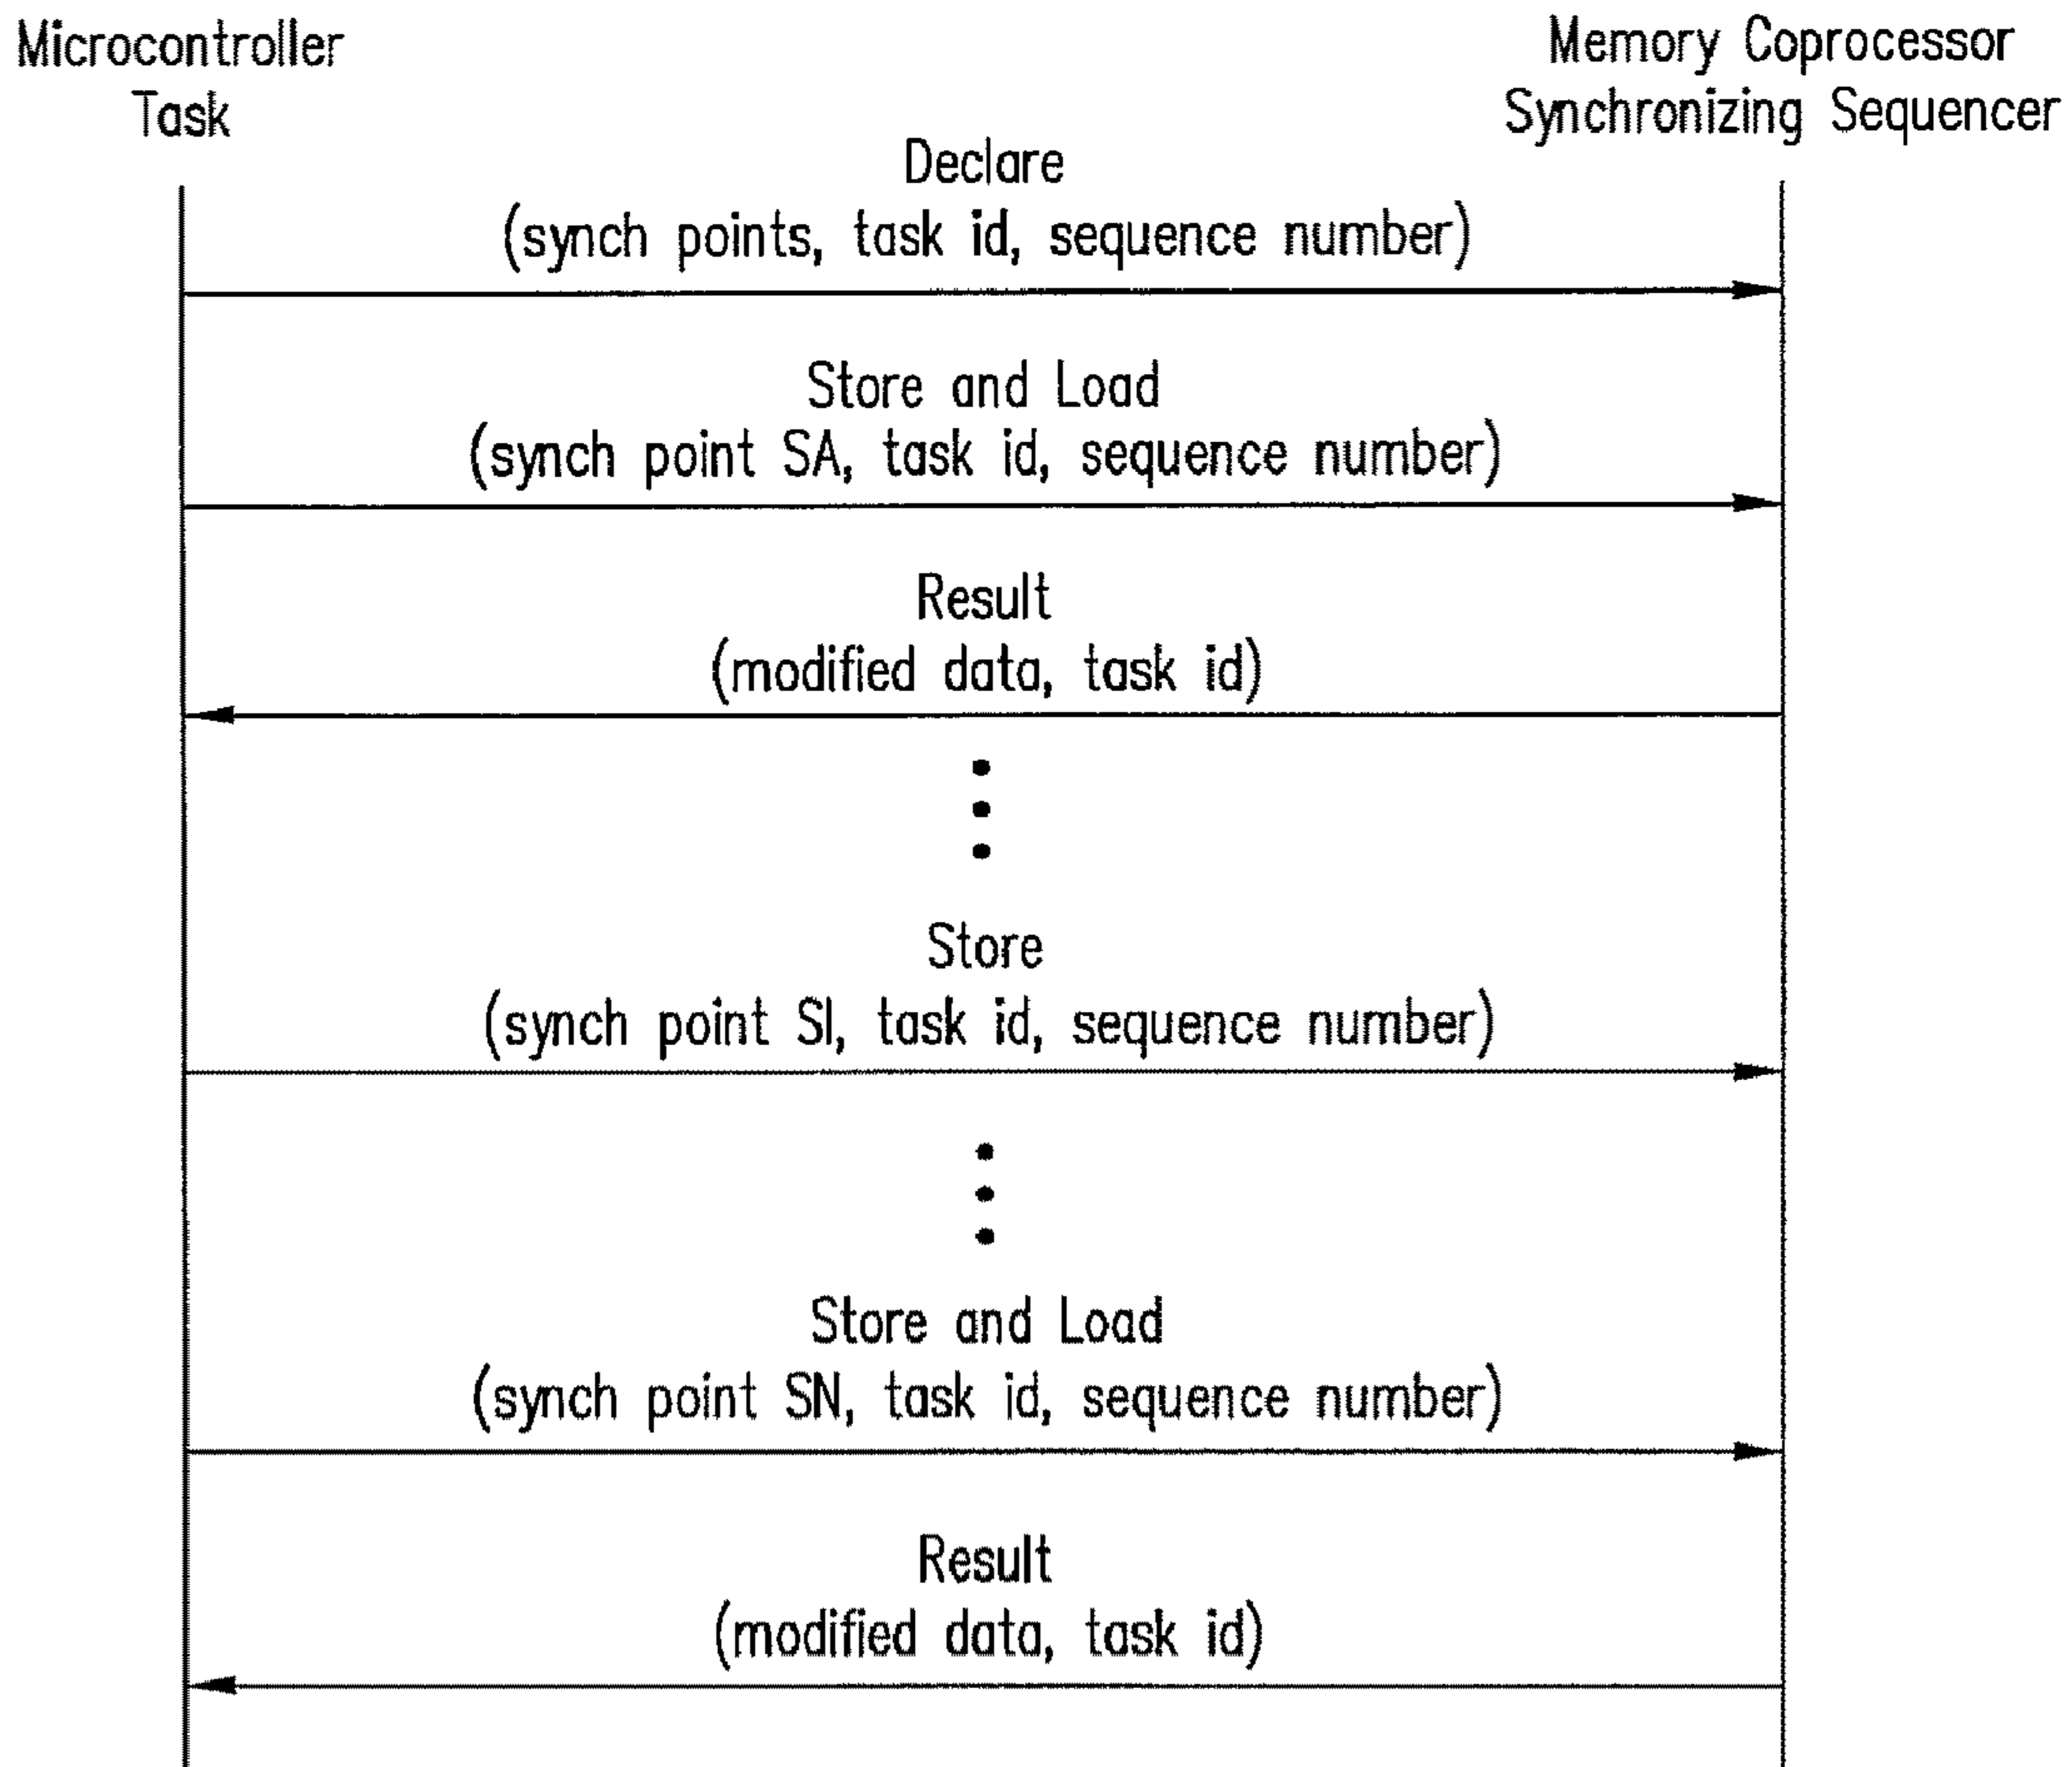 Microcontroller
Task
Memory Coprocessor
Synchronizing Sequencer
Declare
(synch points, task id, sequence number)
Store and Load
(synch point SA, task id, sequence number)
Result
(modified data, task id)
Store
(synch point SI, task id, sequence number)
Store and Load
(synch point SN, task id, sequence number)
Result
(modified data, task id)